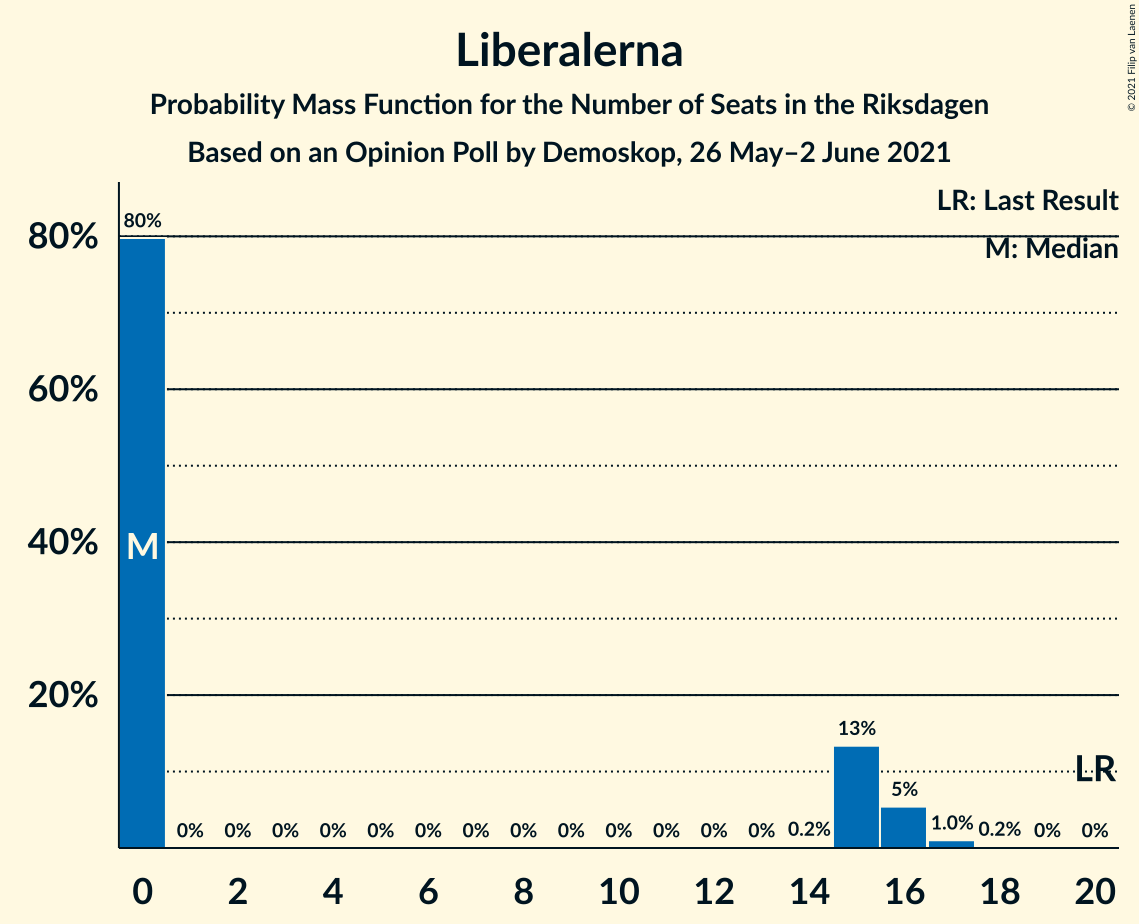 Liberalerna
Probability Mass Function for the Number of Seats in the Riksdagen
Based on an Opinion Poll by Demoskop, 26 May–2 June 2021
© 2021 Filip van Laenen
LR: Last Result
M: Median
80%
60%
40%
20%
80%
M
0% 0% 0% 0% 0% 0% 0% 0% 0% 0% 0% 0% 0% 0.2% 13% 5% 1.0% 0.2% 0% 0%
LR
0 2 4 6 8 10 12 14 16 18 20